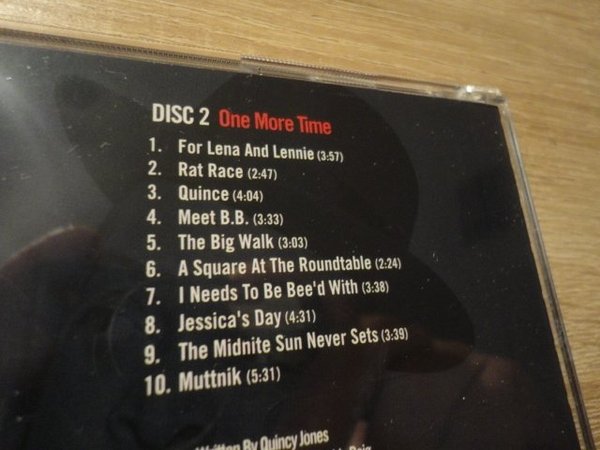 DISC 2 One More Time
1. For Lena And Lennie (3:57)
2. Rat Race (2:47)
3. Quince (4:04)
4. Meet B.B. (3:33)
5. The Big Walk (3:03)
6. A Square At The Roundtable (2:24)
7. I Needs To Be Bee'd With (3:38)
8. Jessica's Day (4:31)
9. The Midnite Sun Never Sets (3:39)
10. Muttnik (5:31)
Written By Quincy Jones